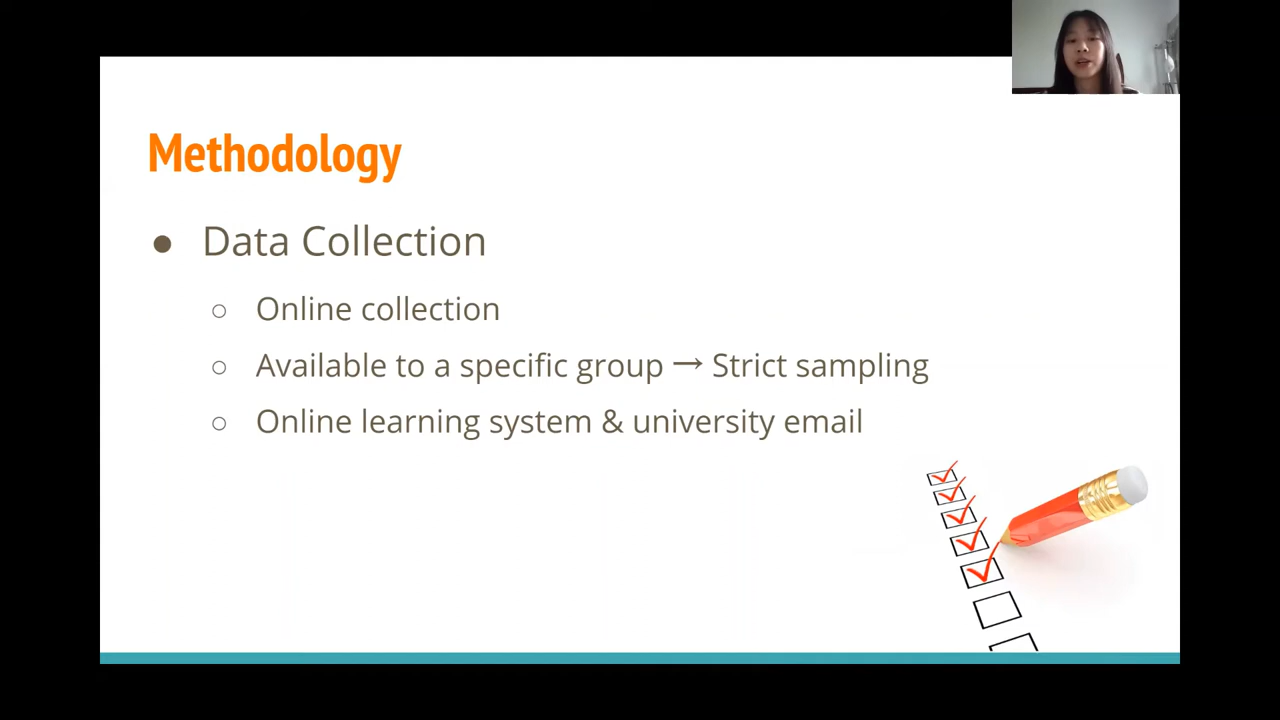 Methodology
● Data Collection
○ Online collection
○ Available to a specific group → Strict sampling
○ Online learning system & university email